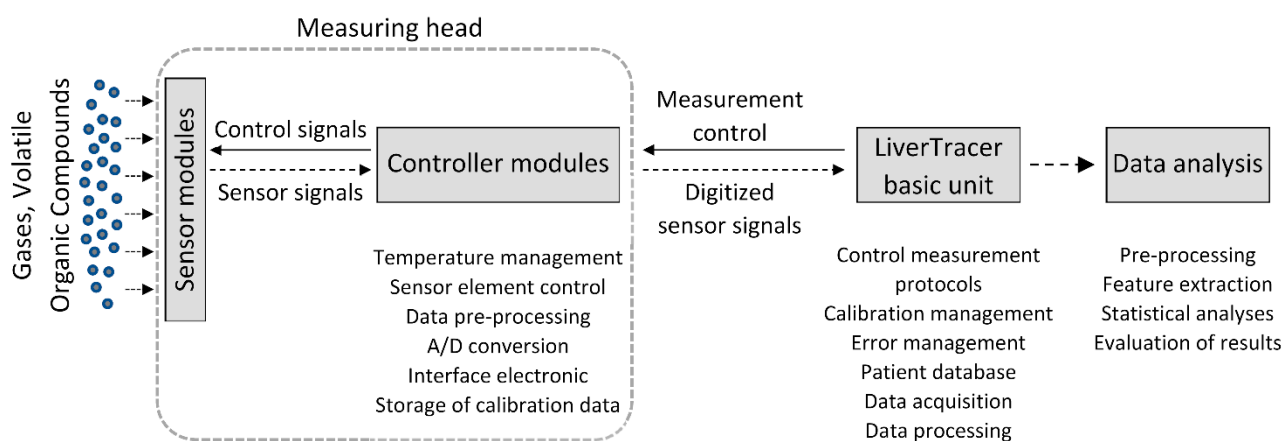 Measuring head
Gases, Volatile
Organic Compounds
Sensor modules
Control signals
Sensor signals
Controller modules
Temperature management
Sensor element control
Data pre-processing
A/D conversion
Interface electronic
Storage of calibration data
Measurement
control
Digitized
sensor signals
LiverTracer
basic unit
Control measurement
protocols
Calibration management
Error management
Patient database
Data acquisition
Data processing
Data analysis
Pre-processing
Feature extraction
Statistical analyses
Evaluation of results